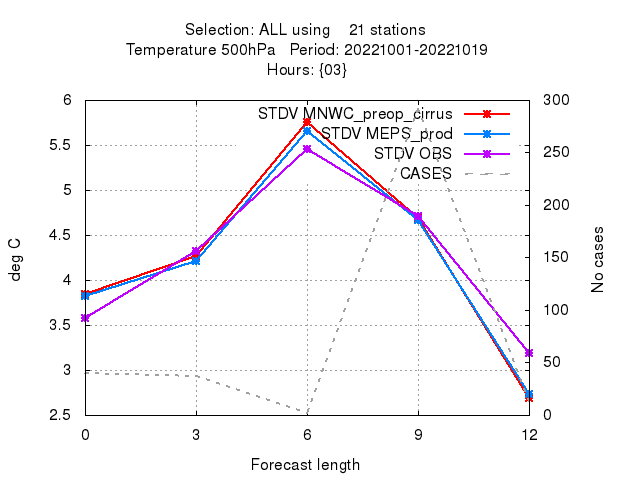 Selection: ALL using    21 stations
Temperature 500hPa   Period: 20221001-20221019
Hours: {03}
STDV MNWC_preop_cirrus
STDV MEPS_prod
STDV OBS
CASES
6
5.5
5
4.5
4
3.5
3
2.5
deg C
300
250
200
150
100
50
0
No cases
0 3 6 9 12
Forecast length